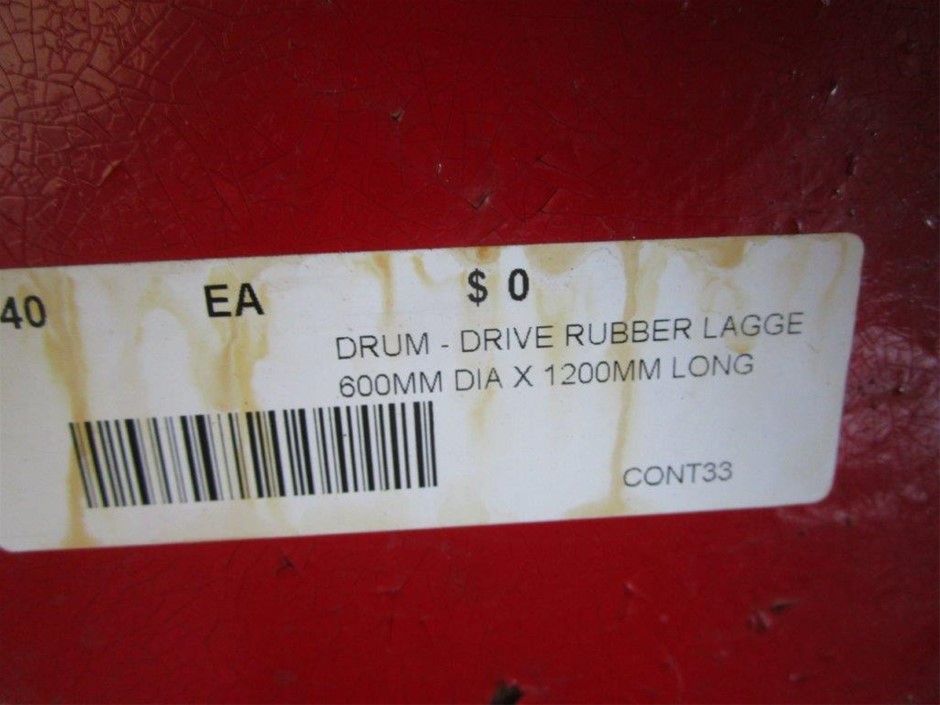 40 EA $ 0
DRUM - DRIVE RUBBER LAGGE
600MM DIA X 1200MM LONG
CONT33